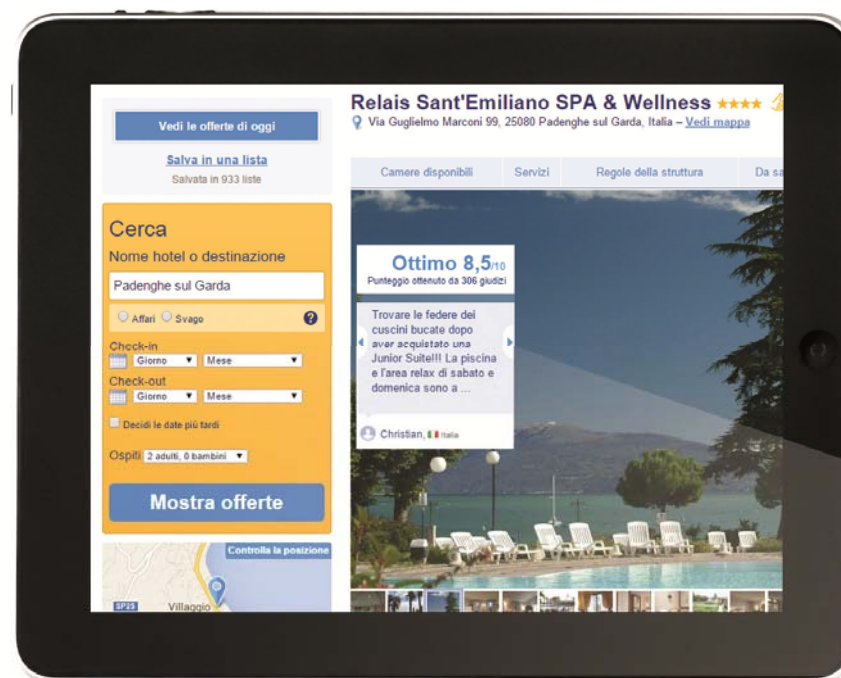 Vedi le offerte di oggi
Salva in una lista
Salvata in 933 liste
Cerca
Nome hotel o destinazione
Padenghe sul Garda
Affari Svago ?
Check-in
Giorno Mese
Check-out
Giorno Mese
Decidi le date più tardi
Ospiti 2 adulti, 0 bambini
Mostra offerte
Controlla la posizione
SP25 Villaggio
Relais Sant'Emiliano SPA & Wellness
Via Guglielmo Marconi 99, 25080 Padenghe sul Garda, Italia – Vedi mappa
Camere disponibili Servizi Regole della struttura Da sa
Ottimo 8,5/10
Punteggio ottenuto da 306 giudizi
Trovare le federe dei
cuscini bucate dopo
aver acquistato una
Junior Suite!!! La piscina
e l'area relax di sabato e
domenica sono a ...
Christian, Italia